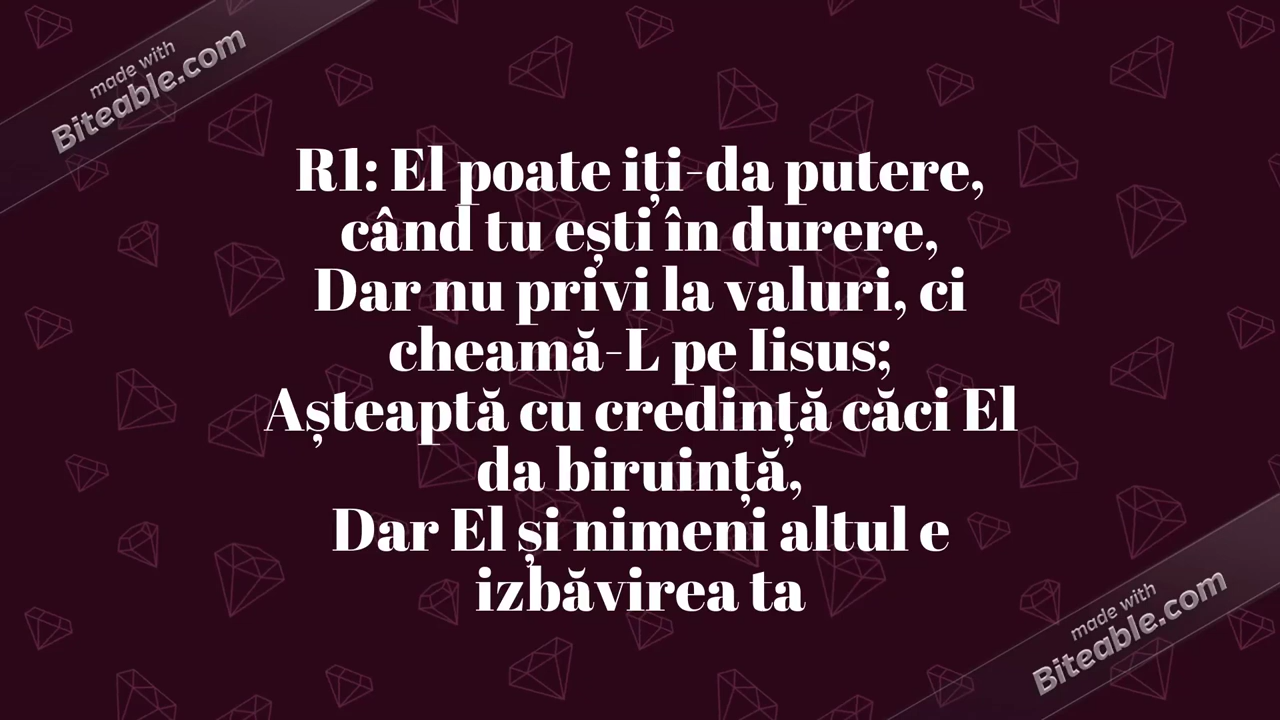 made with
Biteable.com
R1: El poate iți-da putere,
când tu ești în durere,
Dar nu privi la valuri, ci
cheamă-L pe Iisus;
Așteaptă cu credință căci El
da biruință,
Dar El și nimeni altul e
izbăvirea ta
made with
Biteable.com